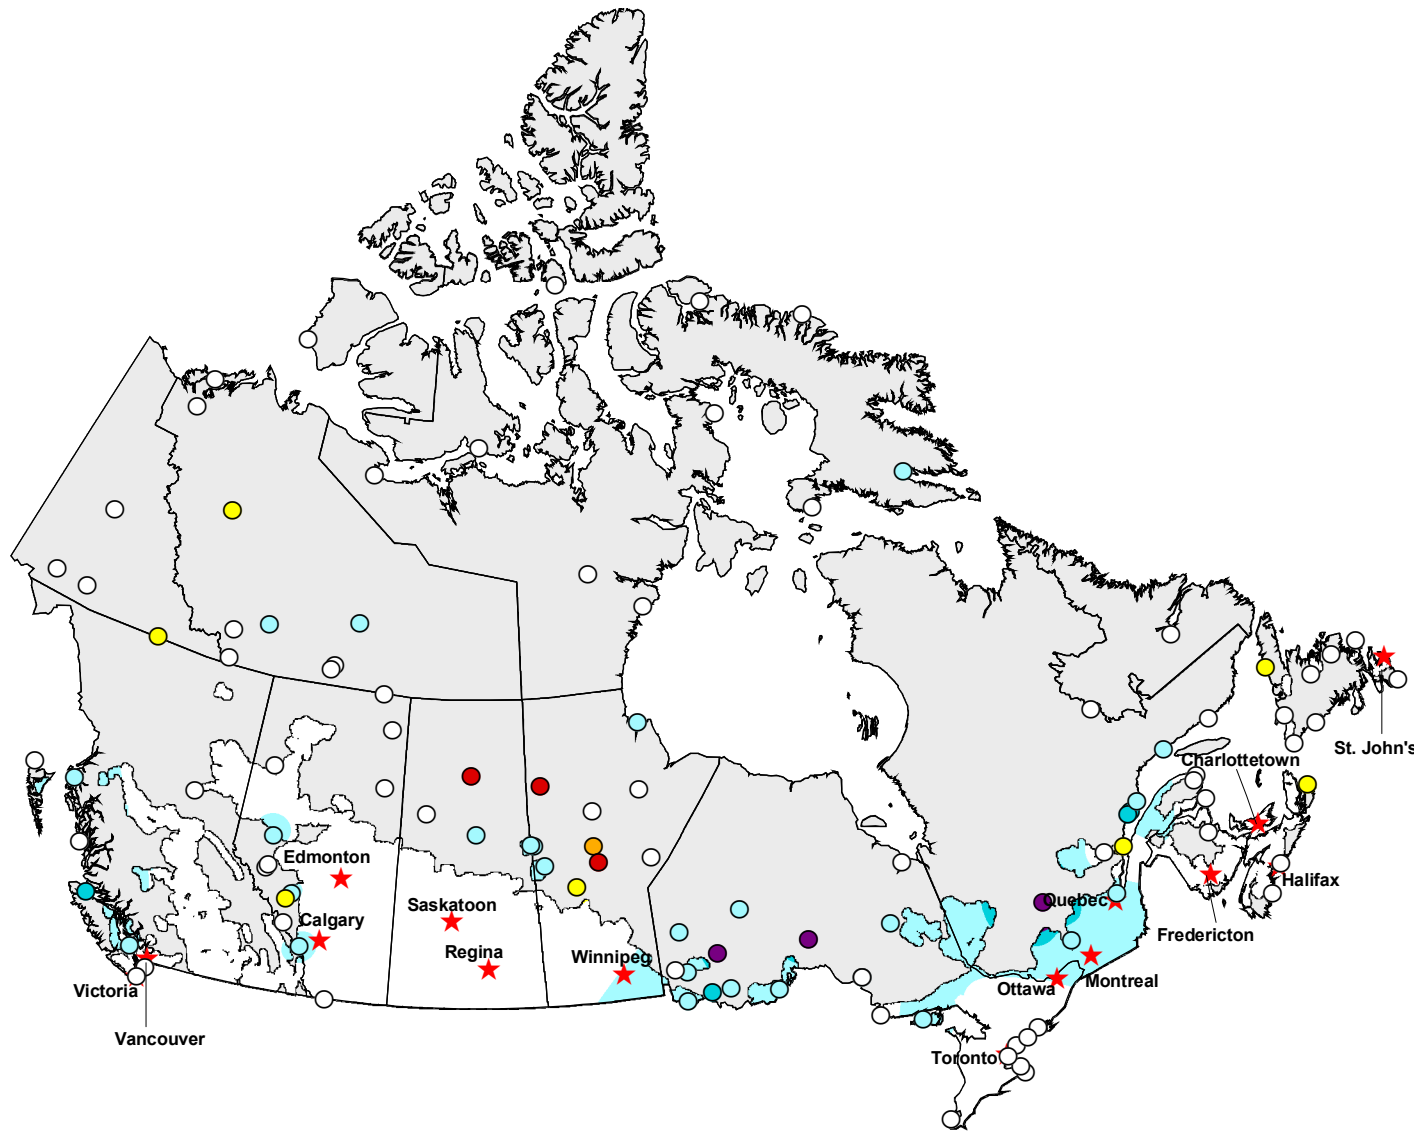 St. John's
Charlottetown
Edmonton
Halifax
Quebec
Saskatoon
Calgary
Fredericton
Regina
Winnipeg
Montreal
Victoria
Ottawa
Vancouver
Toronto